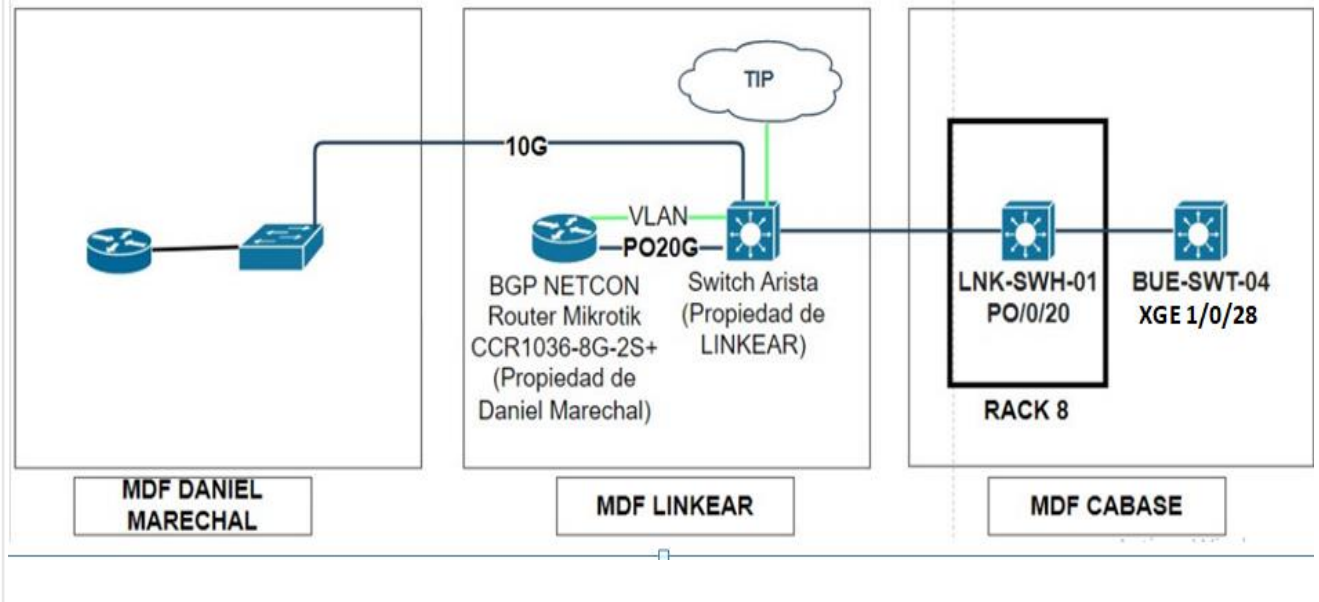 TIP
10G
VLAN
PO20G
BGP NETCON
Router Mikrotik
CCR1036-8G-2S+
(Propiedad de
Daniel Marechal)
Switch Arista
(Propiedad de
LINKEAR)
LNK-SWH-01
PO/0/20
BUE-SWT-04
XGE 1/0/28
RACK 8
MDF DANIEL
MARECHAL
MDF LINKEAR
MDF CABASE